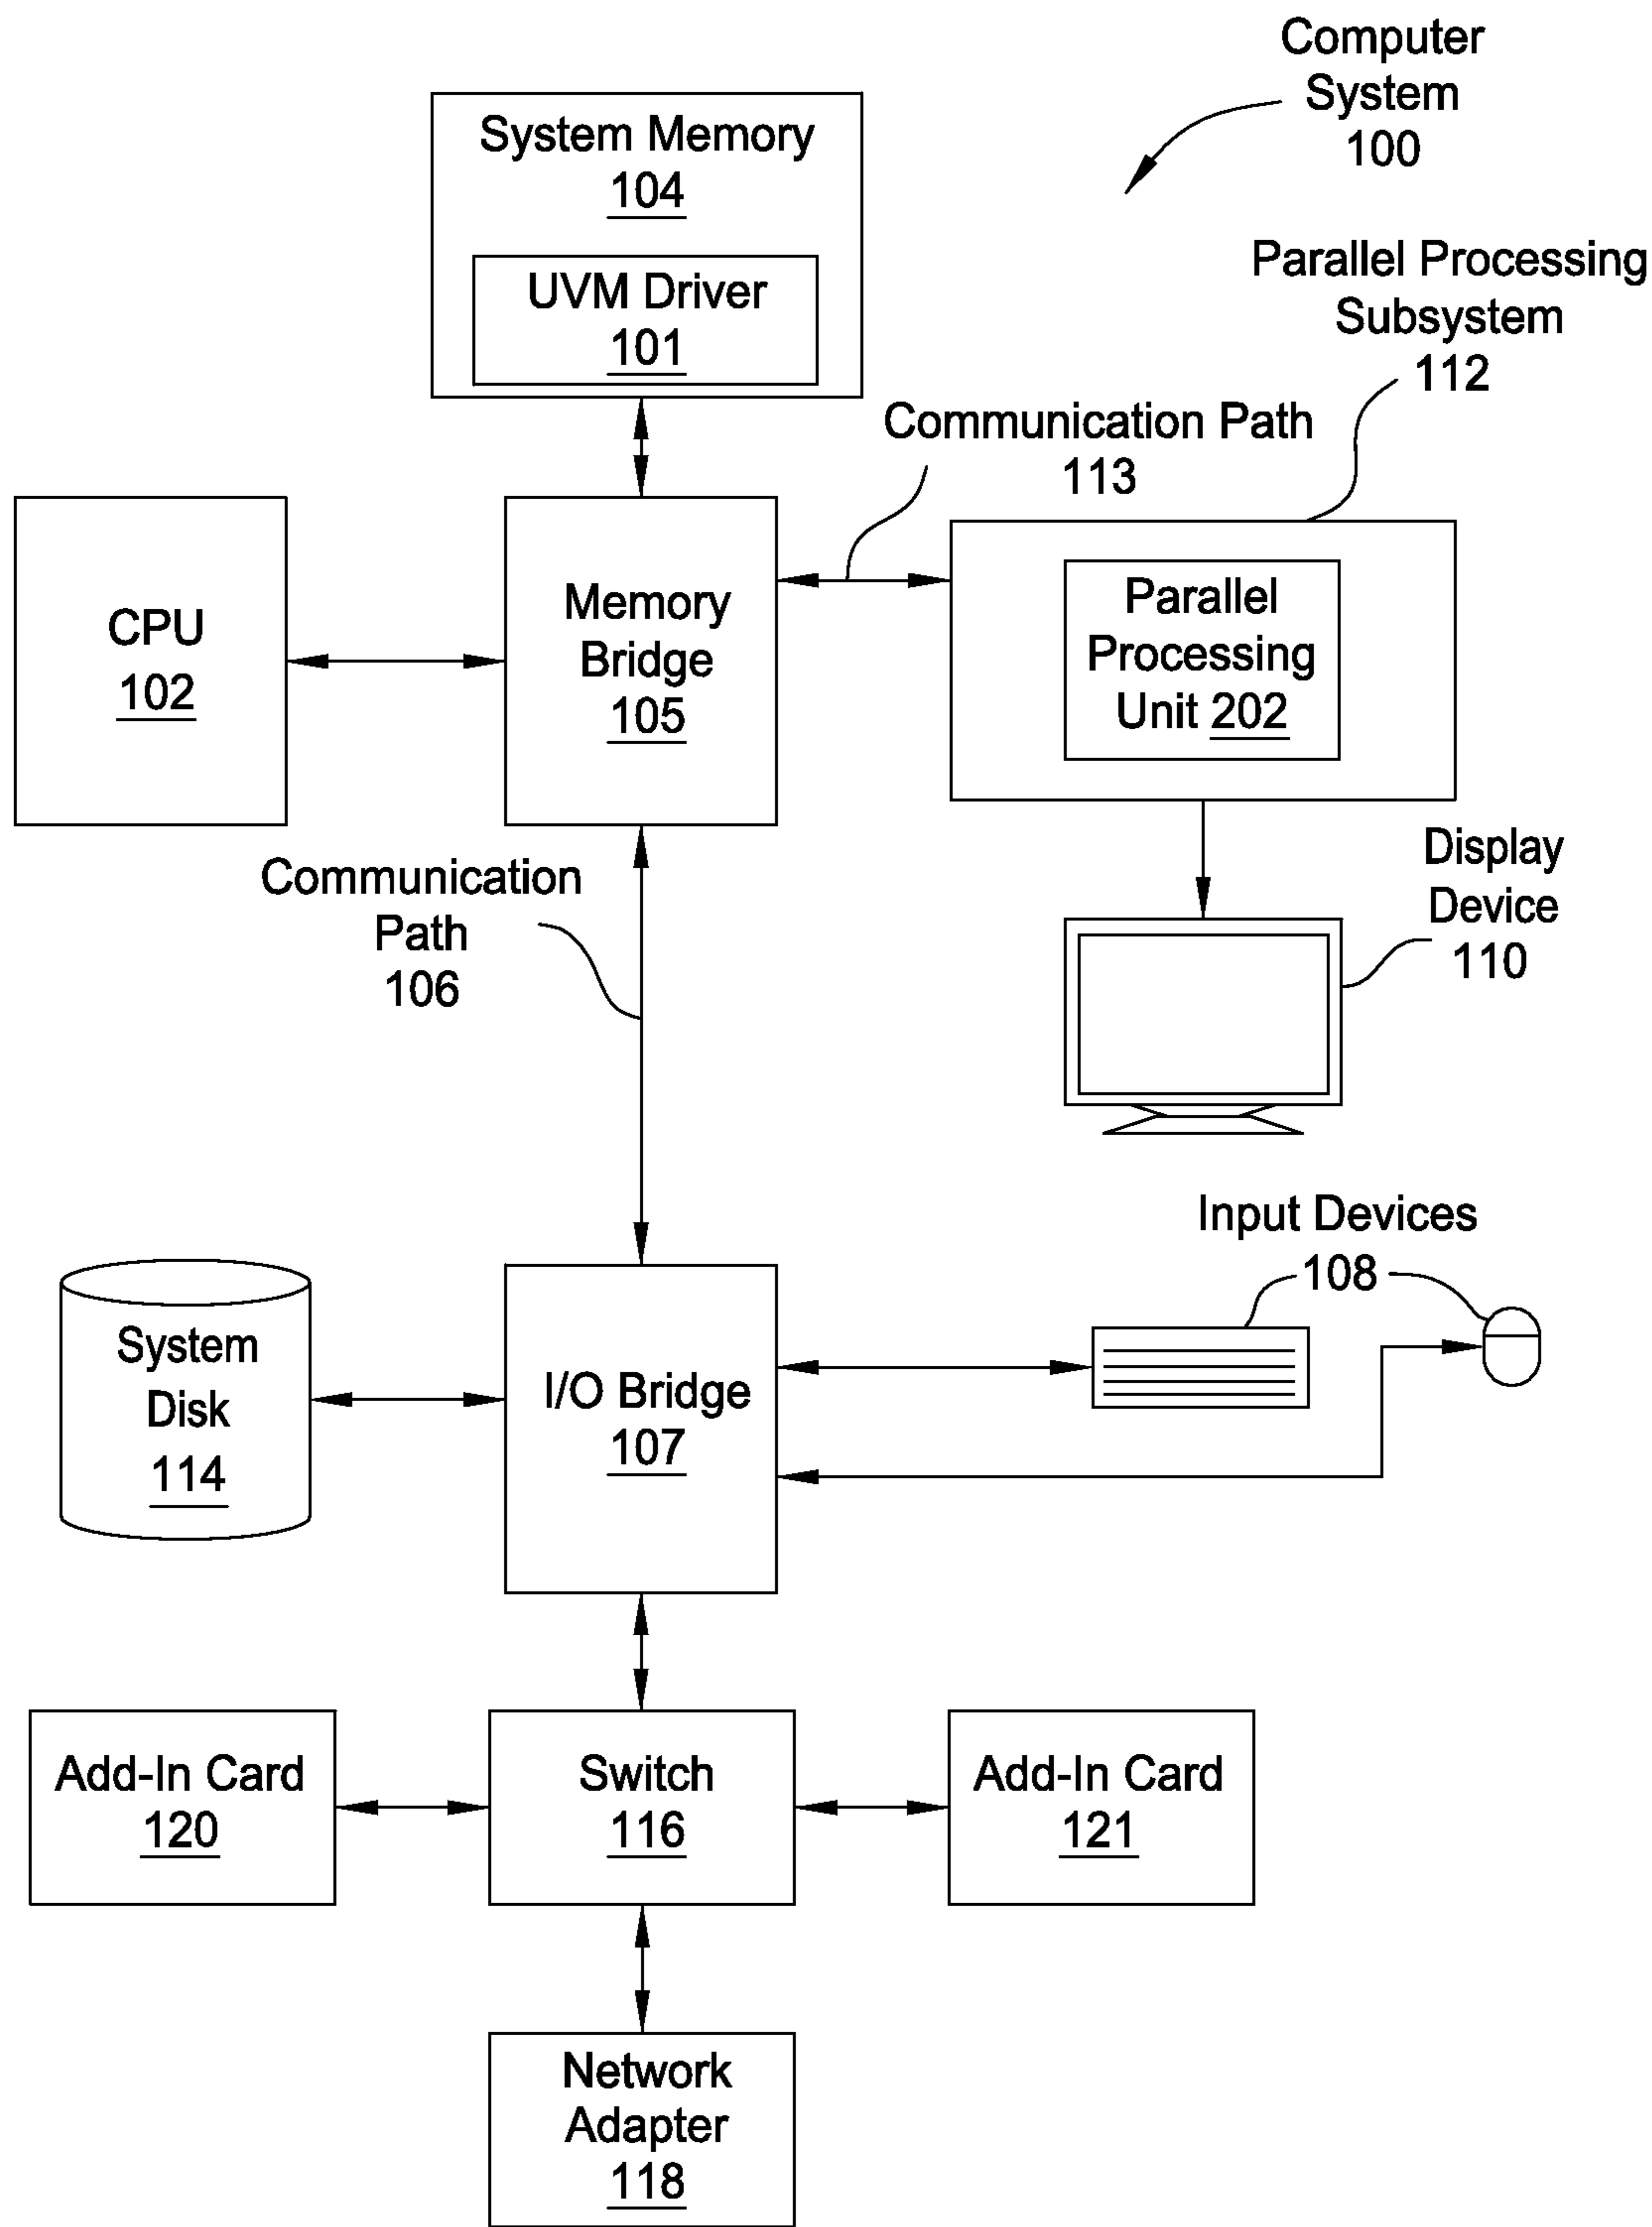 Computer
System
100
System Memory
104
UVM Driver
101
Parallel Processing
Subsystem
112
Communication Path
113
CPU
102
Memory
Bridge
105
Parallel
Processing
Unit 202
Communication
Path
106
Display
Device
110
Input Devices
108
System
Disk
114
I/O Bridge
107
Add-In Card
120
Switch
116
Add-In Card
121
Network
Adapter
118